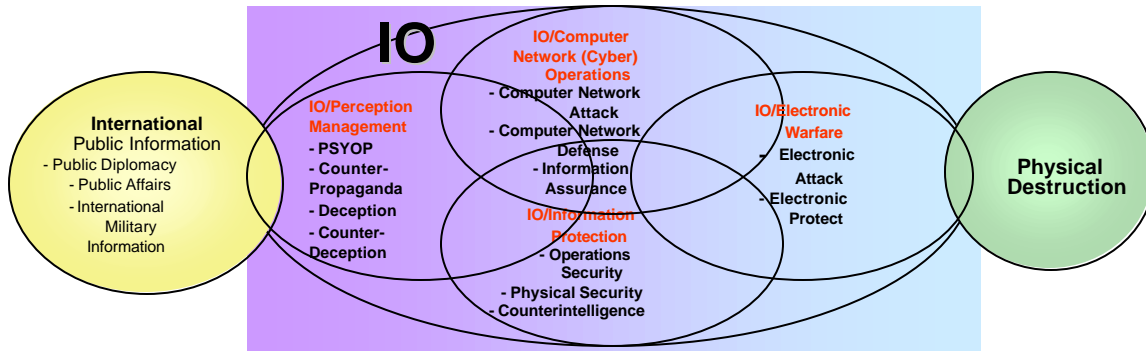 IO
International
Public Information
- Public Diplomacy
- Public Affairs
- International
Military
Information
IO/Perception
Management
- PSYOP
- Counter-
Propaganda
- Deception
- Counter-
Deception
IO/Computer
Network (Cyber)
Operations
- Computer Network
Attack
- Computer Network
Defense
- Information
Assurance
IO/Information
Protection
- Operations
Security
- Physical Security
- Counterintelligence
IO/Electronic
Warfare
- Electronic
Attack
- Electronic
Protect
Physical
Destruction